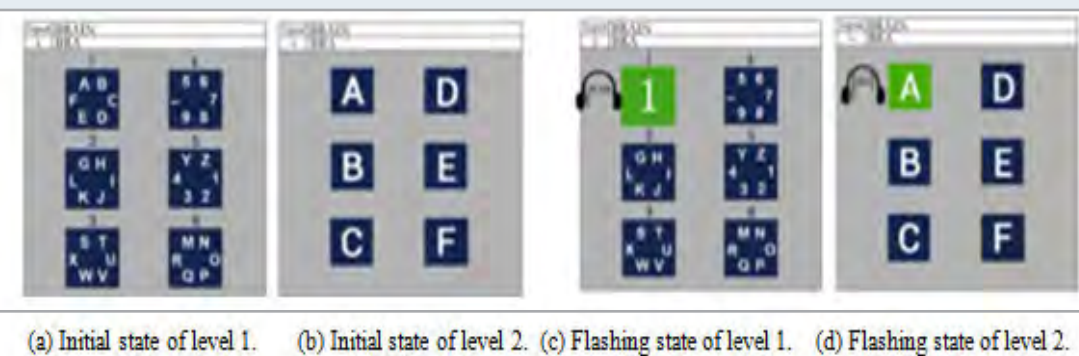 BRAIN
A B
F C
E D
5 6
_ 7
9 8
G H
L I
K J
Y Z
4 1
3 2
S T
X U
W V
M N
R O
Q P
A D
B E
C F
1
5 6
_ 7
9 8
G H
L I
K J
Y Z
4 1
3 2
S T
X U
W V
M N
R O
Q P
A D
B E
C F
(a) Initial state of level 1.
(b) Initial state of level 2.
(c) Flashing state of level 1.
(d) Flashing state of level 2.